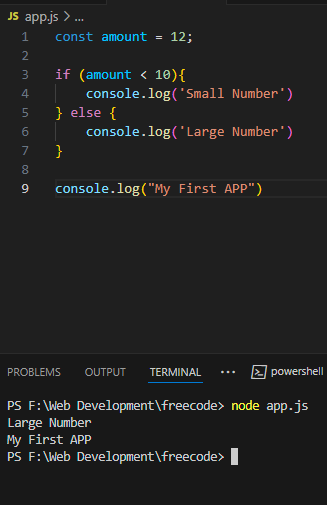 JS app.js > ...
1 const amount = 12;
2
3 if (amount < 10){
4     console.log('Small Number')
5 } else {
6     console.log('Large Number')
7 }
8
9 console.log("My First APP")
PROBLEMS OUTPUT TERMINAL ... powershell
PS F:\Web Development\freecode> node app.js
Large Number
My First APP
PS F:\Web Development\freecode>